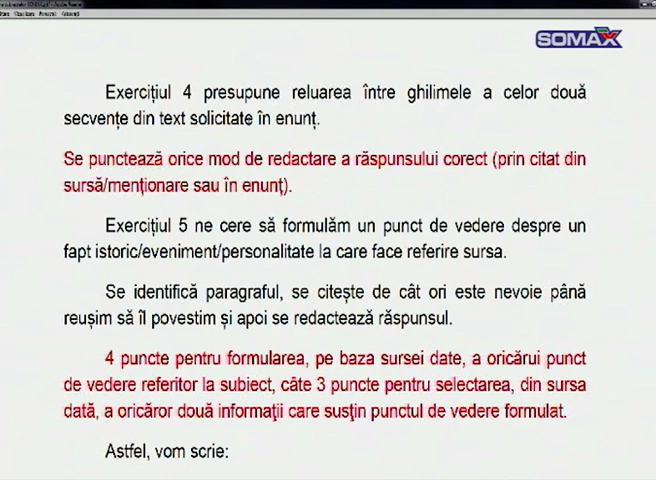 SOMAX
Exercițiul 4 presupune reluarea între ghilimele a celor două
secvențe din text solicitate în enunț.
Se punctează orice mod de redactare a răspunsului corect (prin citat din
sursă/menționare sau în enunț).
Exercițiul 5 ne cere să formulăm un punct de vedere despre un
fapt istoric/eveniment/personalitate la care face referire sursa.
Se identifică paragraful, se citește de cât ori este nevoie până
reușim să îl povestim și apoi se redactează răspunsul.
4 puncte pentru formularea, pe baza sursei date, a oricărui punct
de vedere referitor la subiect, câte 3 puncte pentru selectarea, din sursa
dată, a oricăror două informaţii care susţin punctul de vedere formulat.
Astfel, vom scrie: